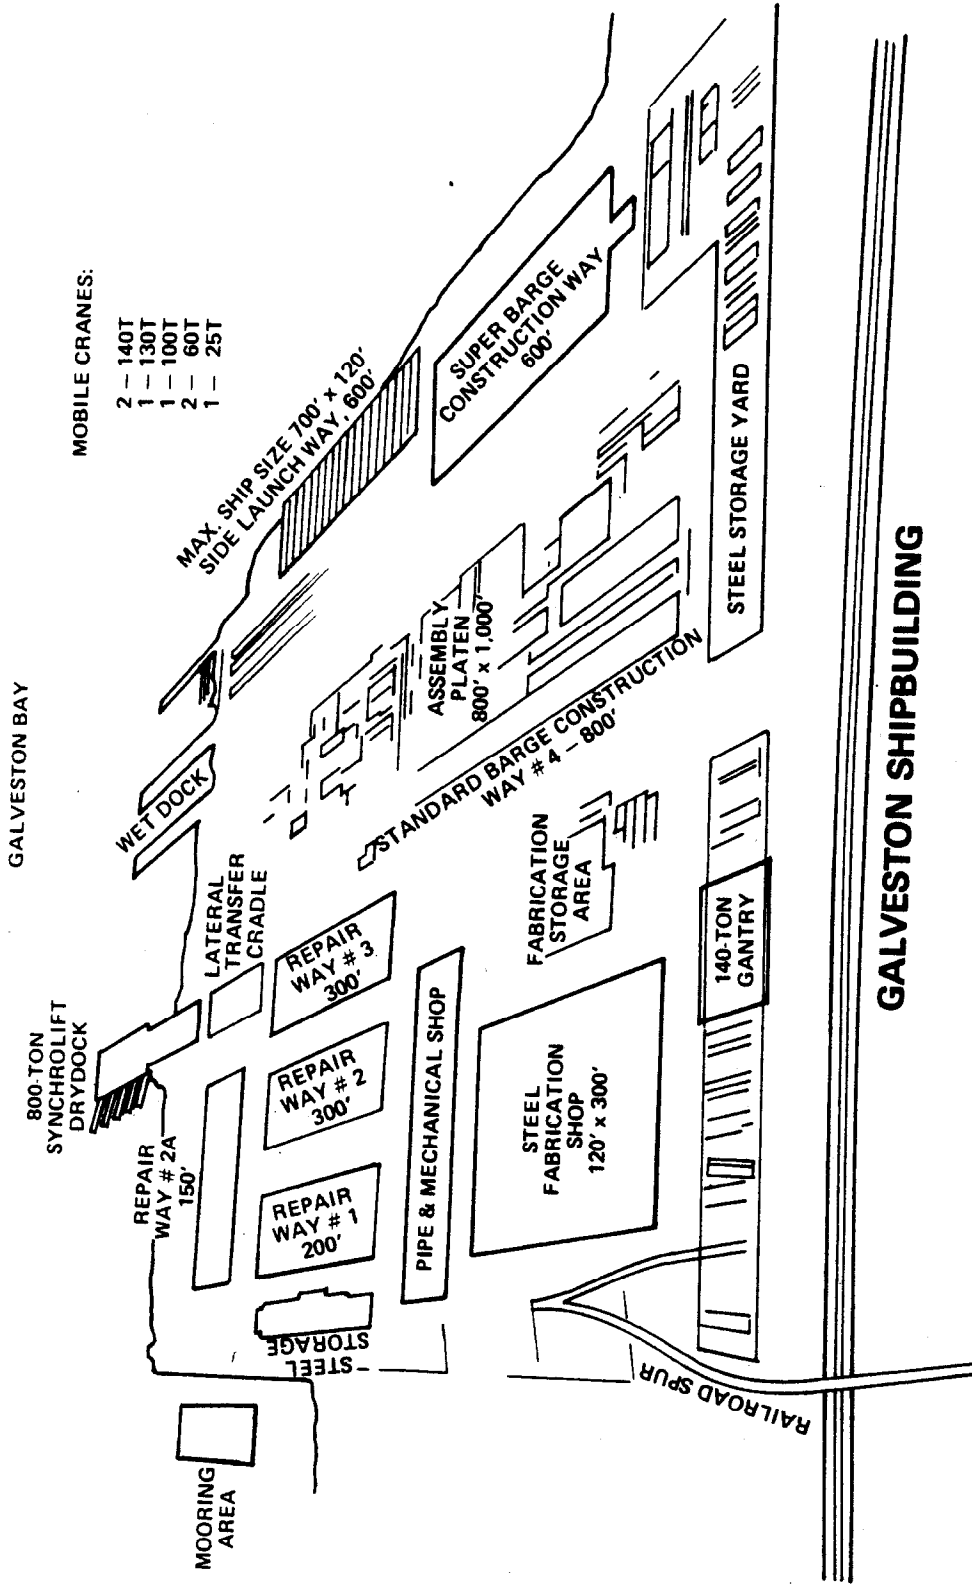 GALVESTON BAY
MOBILE CRANES:
2 – 140T
1 – 130T
1 – 100T
2 – 60T
1 – 25T
800-TON
SYNCHROLIFT
DRYDOCK
WET DOCK
MAX. SHIP SIZE 700' x 120'
SIDE LAUNCH WAY, 600'
MOORING
AREA
REPAIR
WAY # 2A
150'
LATERAL
TRANSFER
CRADLE
STEEL
STORAGE
REPAIR
WAY # 1
200'
REPAIR
WAY # 2
300'
REPAIR
WAY # 3
300'
SUPER BARGE
CONSTRUCTION WAY
600'
ASSEMBLY
PLATEN
800' x 1,000'
STANDARD BARGE CONSTRUCTION
WAY # 4 – 800'
PIPE & MECHANICAL SHOP
STEEL
FABRICATION
SHOP
120' x 300'
FABRICATION
STORAGE
AREA
RAILROAD SPUR
140-TON
GANTRY
STEEL STORAGE YARD
GALVESTON SHIPBUILDING